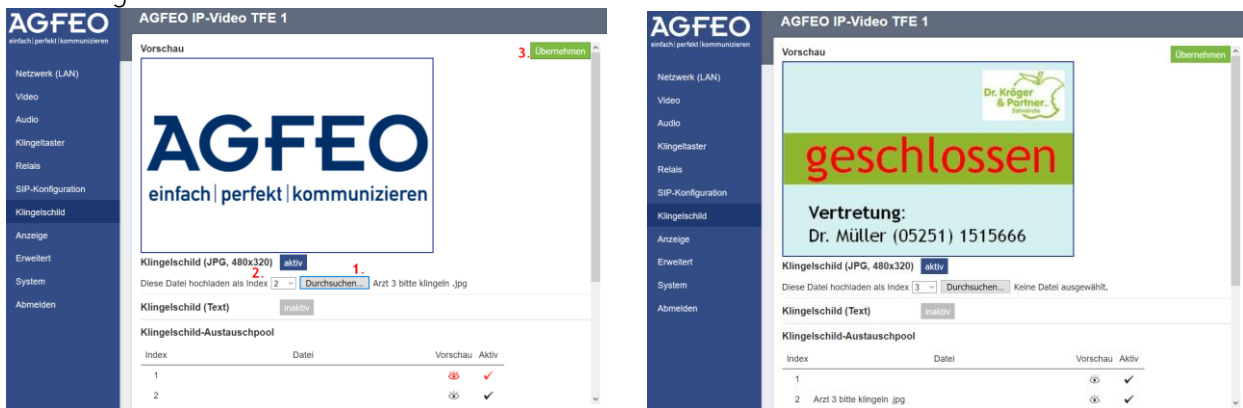 AGFEO
einfach|perfekt|kommunizieren
AGFEO IP-Video TFE 1
Netzwerk (LAN)
Video
Audio
Klingeltaster
Relais
SIP-Konfiguration
Klingelschild
Anzeige
Erweitert
System
Abmelden
Vorschau
3. Übernehmen
AGFEO
einfach|perfekt|kommunizieren
Klingelschild (JPG, 480x320) aktiv
2. 1.
Diese Datei hochladen als Index 2 Durchsuchen... Arzt 3 bitte klingeln .jpg
Klingelschild (Text) inaktiv
Klingelschild-Austauschpool
Index Datei Vorschau Aktiv
1
2
AGFEO
einfach|perfekt|kommunizieren
AGFEO IP-Video TFE 1
Netzwerk (LAN)
Video
Audio
Klingeltaster
Relais
SIP-Konfiguration
Klingelschild
Anzeige
Erweitert
System
Abmelden
Vorschau
Übernehmen
Dr. Kröger
& Partner
Zahnärzte
geschlossen
Vertretung:
Dr. Müller (05251) 1515666
Klingelschild (JPG, 480x320) aktiv
Diese Datei hochladen als Index 3 Durchsuchen... Keine Datei ausgewählt.
Klingelschild (Text) inaktiv
Klingelschild-Austauschpool
Index Datei Vorschau Aktiv
1
2 Arzt 3 bitte klingeln .jpg